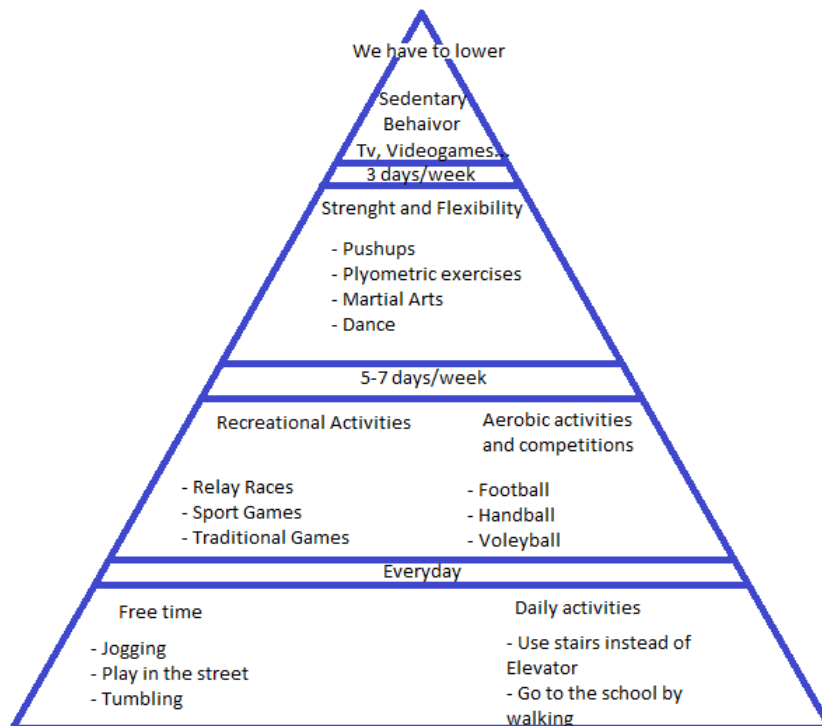 We have to lower
Sedentary
Behaivor
Tv, Videogames...
3 days/week
Strenght and Flexibility
- Pushups
- Plyometric exercises
- Martial Arts
- Dance
5-7 days/week
Recreational Activities
- Relay Races
- Sport Games
- Traditional Games
Aerobic activities
and competitions
- Football
- Handball
- Voleyball
Everyday
Free time
- Jogging
- Play in the street
- Tumbling
Daily activities
- Use stairs instead of
Elevator
- Go to the school by
walking